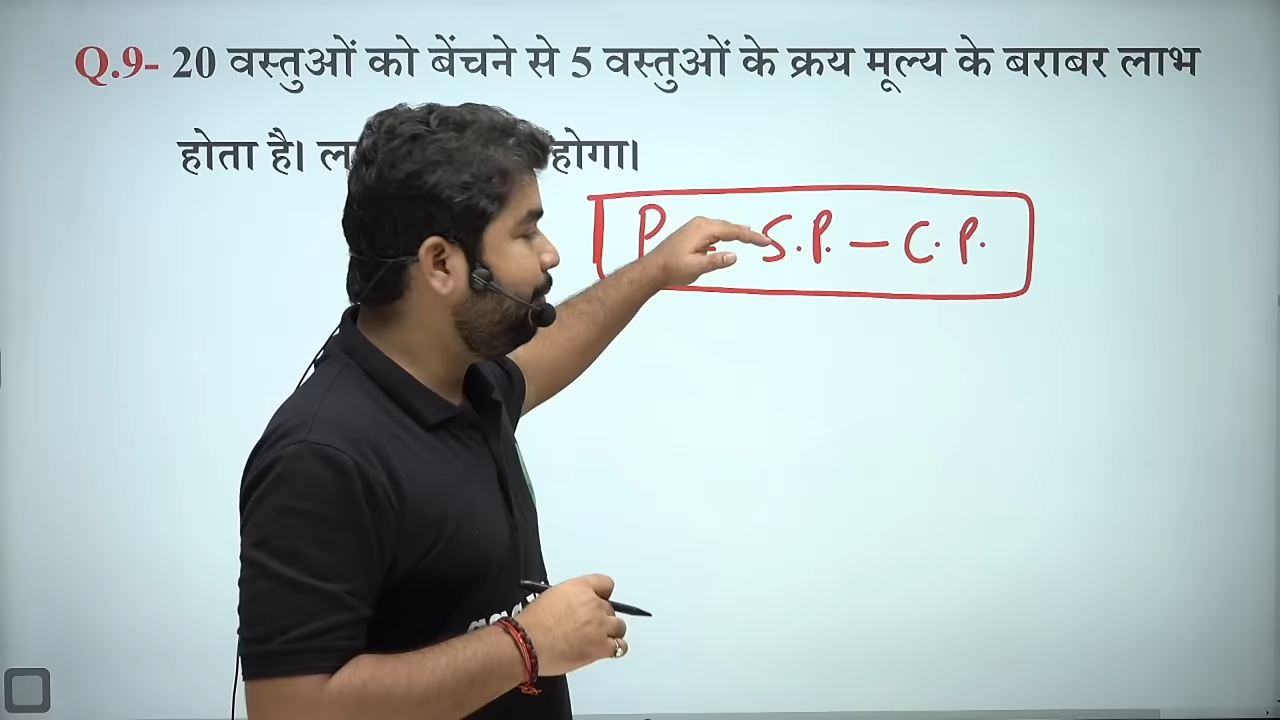 Q.9- 20 वस्तुओं को बेंचने से 5 वस्तुओं के क्रय मूल्य के बराबर लाभ
होता है। होगा।
P S.P. – C.P.